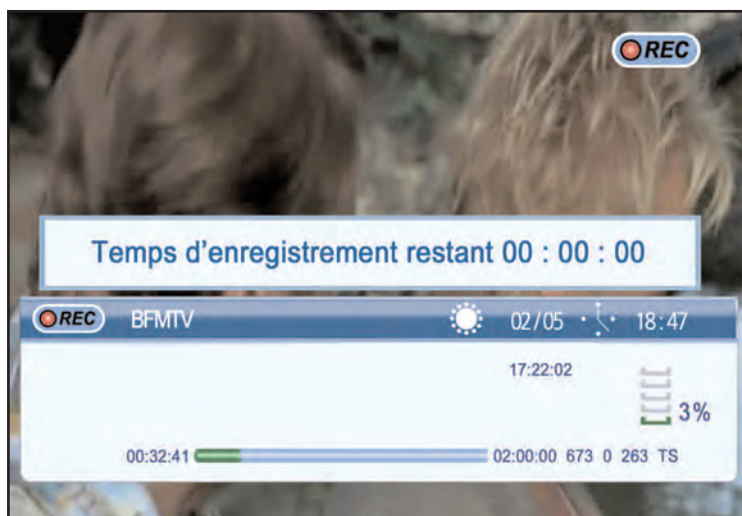 REC
Temps d’enregistrement restant 00 : 00 : 00
REC BFMTV 02/05 18:47
17:22:02
3%
00:32:41 02:00:00 673 0 263 TS